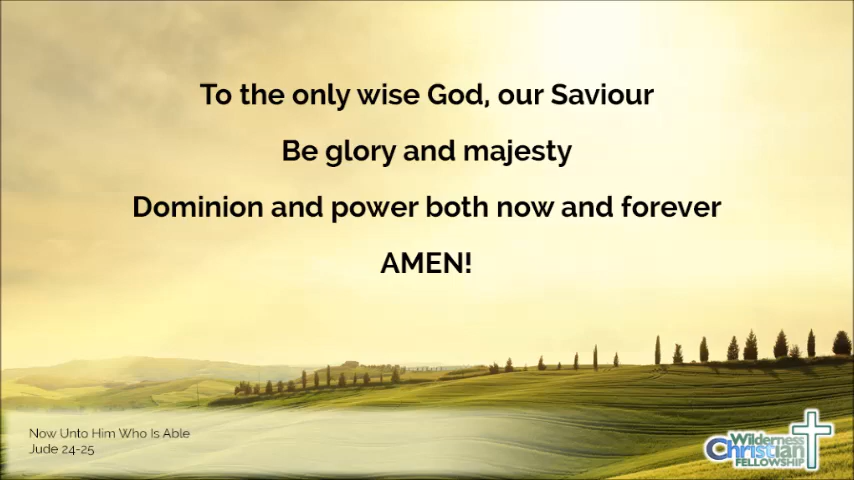 To the only wise God, our Saviour
Be glory and majesty
Dominion and power both now and forever
AMEN!
Now Unto Him Who Is Able
Jude 24-25
Wilderness
Christian
FELLOWSHIP